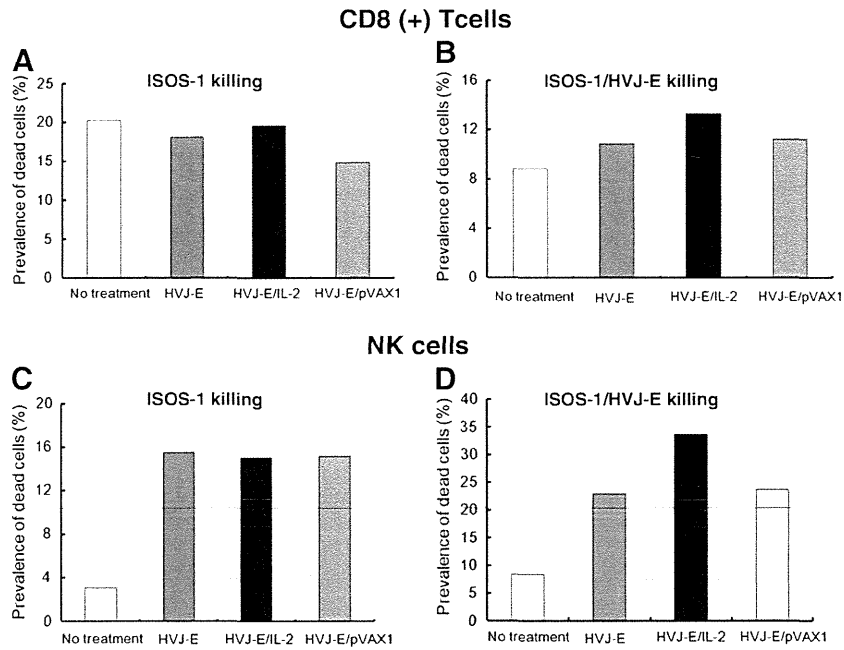 CD8 (+) Tcells
A
ISOS-1 killing
Prevalence of dead cells (%)
25
20
15
10
5
0
No treatment HVJ-E HVJ-E/IL-2 HVJ-E/pVAX1
B
ISOS-1/HVJ-E killing
Prevalence of dead cells (%)
16
12
8
4
0
No treatment HVJ-E HVJ-E/IL-2 HVJ-E/pVAX1
NK cells
C
ISOS-1 killing
Prevalence of dead cells (%)
20
16
12
8
4
0
No treatment HVJ-E HVJ-E/IL-2 HVJ-E/pVAX1
D
ISOS-1/HVJ-E killing
Prevalence of dead cells (%)
40
35
30
25
20
15
10
5
0
No treatment HVJ-E HVJ-E/IL-2 HVJ-E/pVAX1